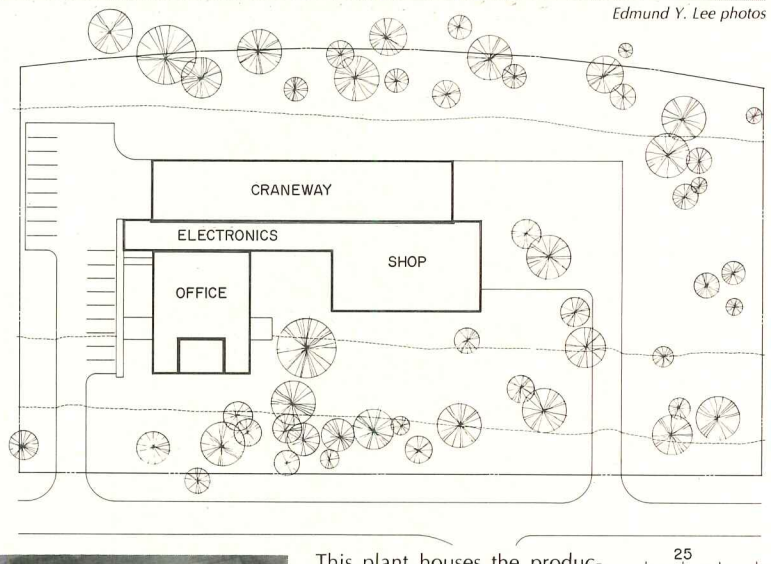 Edmund Y. Lee photos
CRANEWAY
ELECTRONICS
SHOP
OFFICE
This plant houses the produc-
25